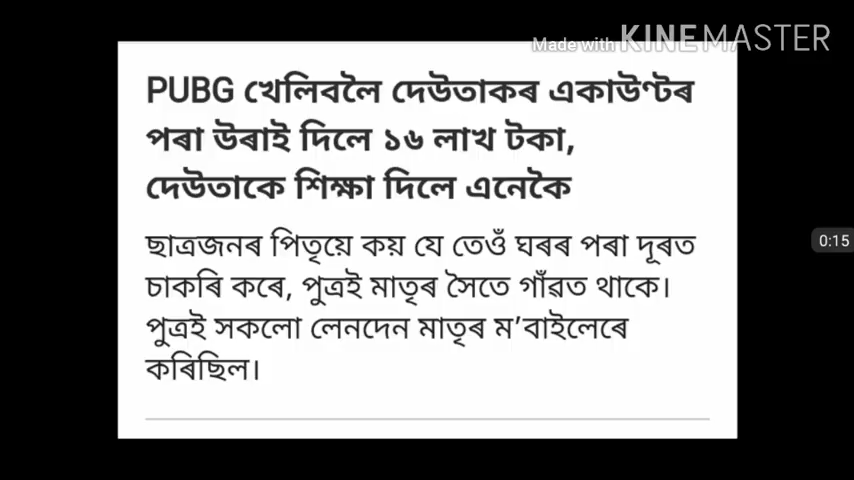 Made with KINEMASTER
PUBG খেলিবলৈ দেউতাকৰ একাউণ্টৰ
পৰা উৰাই দিলে ১৬ লাখ টকা,
দেউতাকে শিক্ষা দিলে এনেকৈ
ছাত্ৰজনৰ পিতৃয়ে কয় যে তেওঁ ঘৰৰ পৰা দূৰত
চাকৰি কৰে, পুত্ৰই মাতৃৰ সৈতে গাঁৱত থাকে।
পুত্ৰই সকলো লেনদেন মাতৃৰ ম'বাইলেৰে
কৰিছিল।
0:15